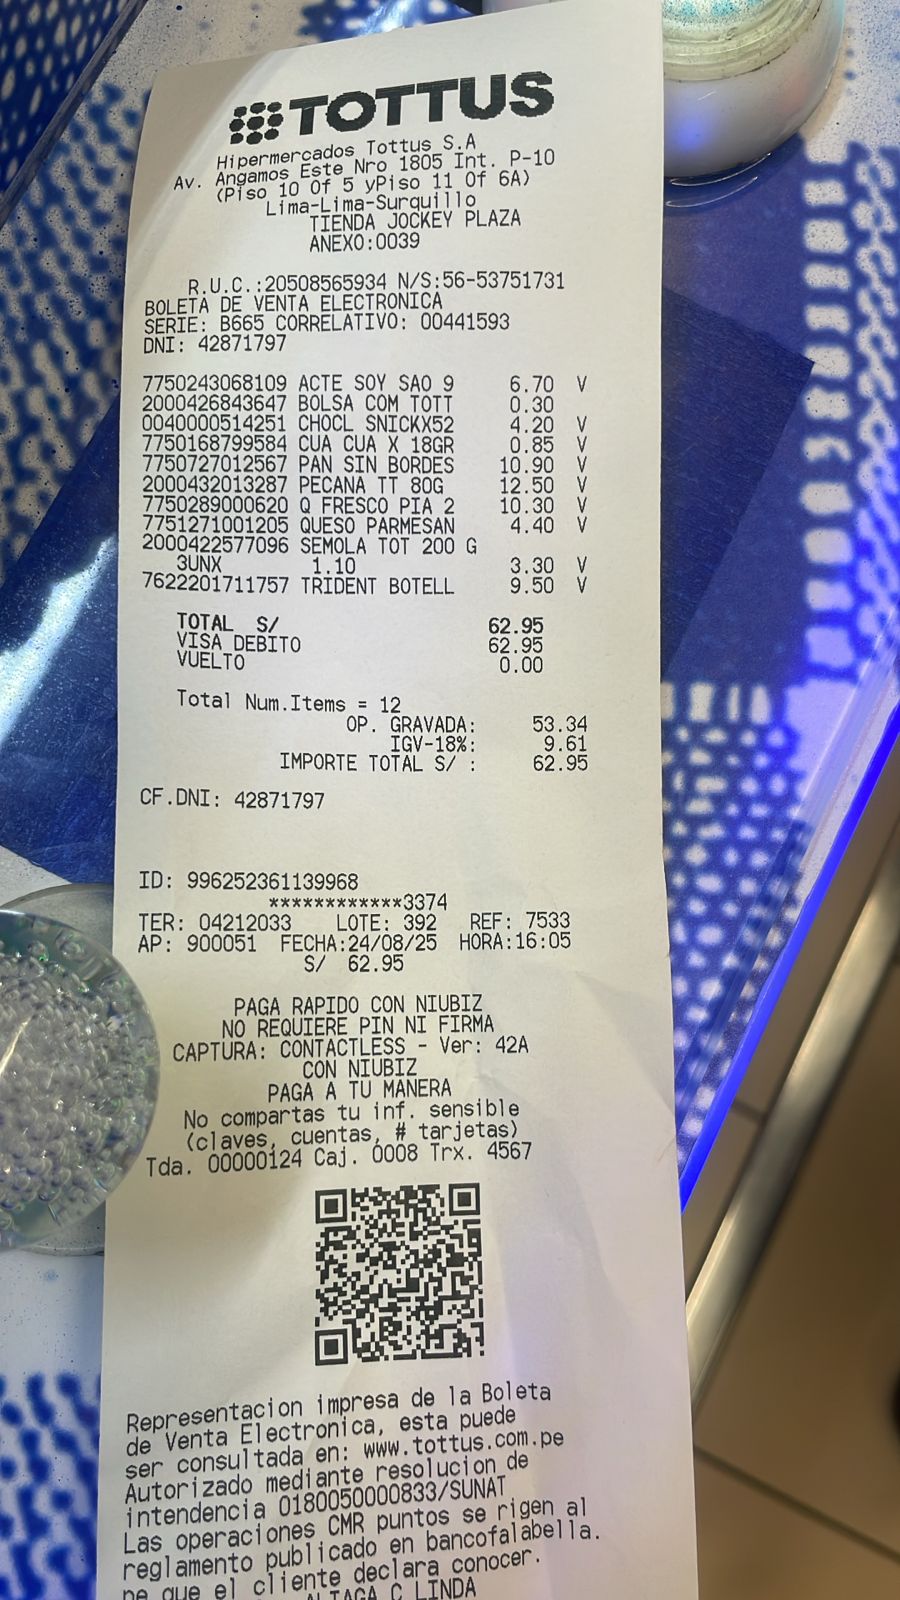 TOTTUS
Hipermercados Tottus S.A
Av. Angamos Este Nro 1805 Int. P-10
(Piso 10 Of 5 yPiso 11 Of 6A)
Lima-Lima-Surquillo
TIENDA JOCKEY PLAZA
ANEXO:0039
R.U.C.:20508565934 N/S:56-53751731
BOLETA DE VENTA ELECTRONICA
SERIE: B665 CORRELATIVO: 00441593
DNI: 42871797
7750243068109 ACTE SOY SAO 9 6.70 V
2000426843647 BOLSA COM TOTT 0.30
0040000514251 CHOCL SNICKX52 4.20 V
7750168799584 CUA CUA X 18GR 0.85 V
7750727012567 PAN SIN BORDES 10.90 V
2000432013287 PECANA TT 80G 12.50 V
7750289000620 Q FRESCO PIA 2 10.30 V
7751271001205 QUESO PARMESAN 4.40 V
2000422577096 SEMOLA TOT 200 G
3UNX 1.10 3.30 V
7622201711757 TRIDENT BOTELL 9.50 V
TOTAL S/ 62.95
VISA DEBITO 62.95
VUELTO 0.00
Total Num.Items = 12
OP. GRAVADA: 53.34
IGV-18%: 9.61
IMPORTE TOTAL S/ : 62.95
CF.DNI: 42871797
ID: 996252361139968
************3374
TER: 04212033 LOTE: 392 REF: 7533
AP: 900051 FECHA:24/08/25 HORA:16:05
S/ 62.95
PAGA RAPIDO CON NIUBIZ
NO REQUIERE PIN NI FIRMA
CAPTURA: CONTACTLESS - Ver: 42A
CON NIUBIZ
PAGA A TU MANERA
No compartas tu inf. sensible
(claves, cuentas, # tarjetas)
Tda. 00000124 Caj. 0008 Trx. 4567
Representacion impresa de la Boleta
de Venta Electronica, esta puede
ser consultada en: www.tottus.com.pe
Autorizado mediante resolucion de
intendencia 0180050000833/SUNAT
Las operaciones CMR puntos se rigen al
reglamento publicado en bancofalabella.
pe que el cliente declara conocer.
C LINDA